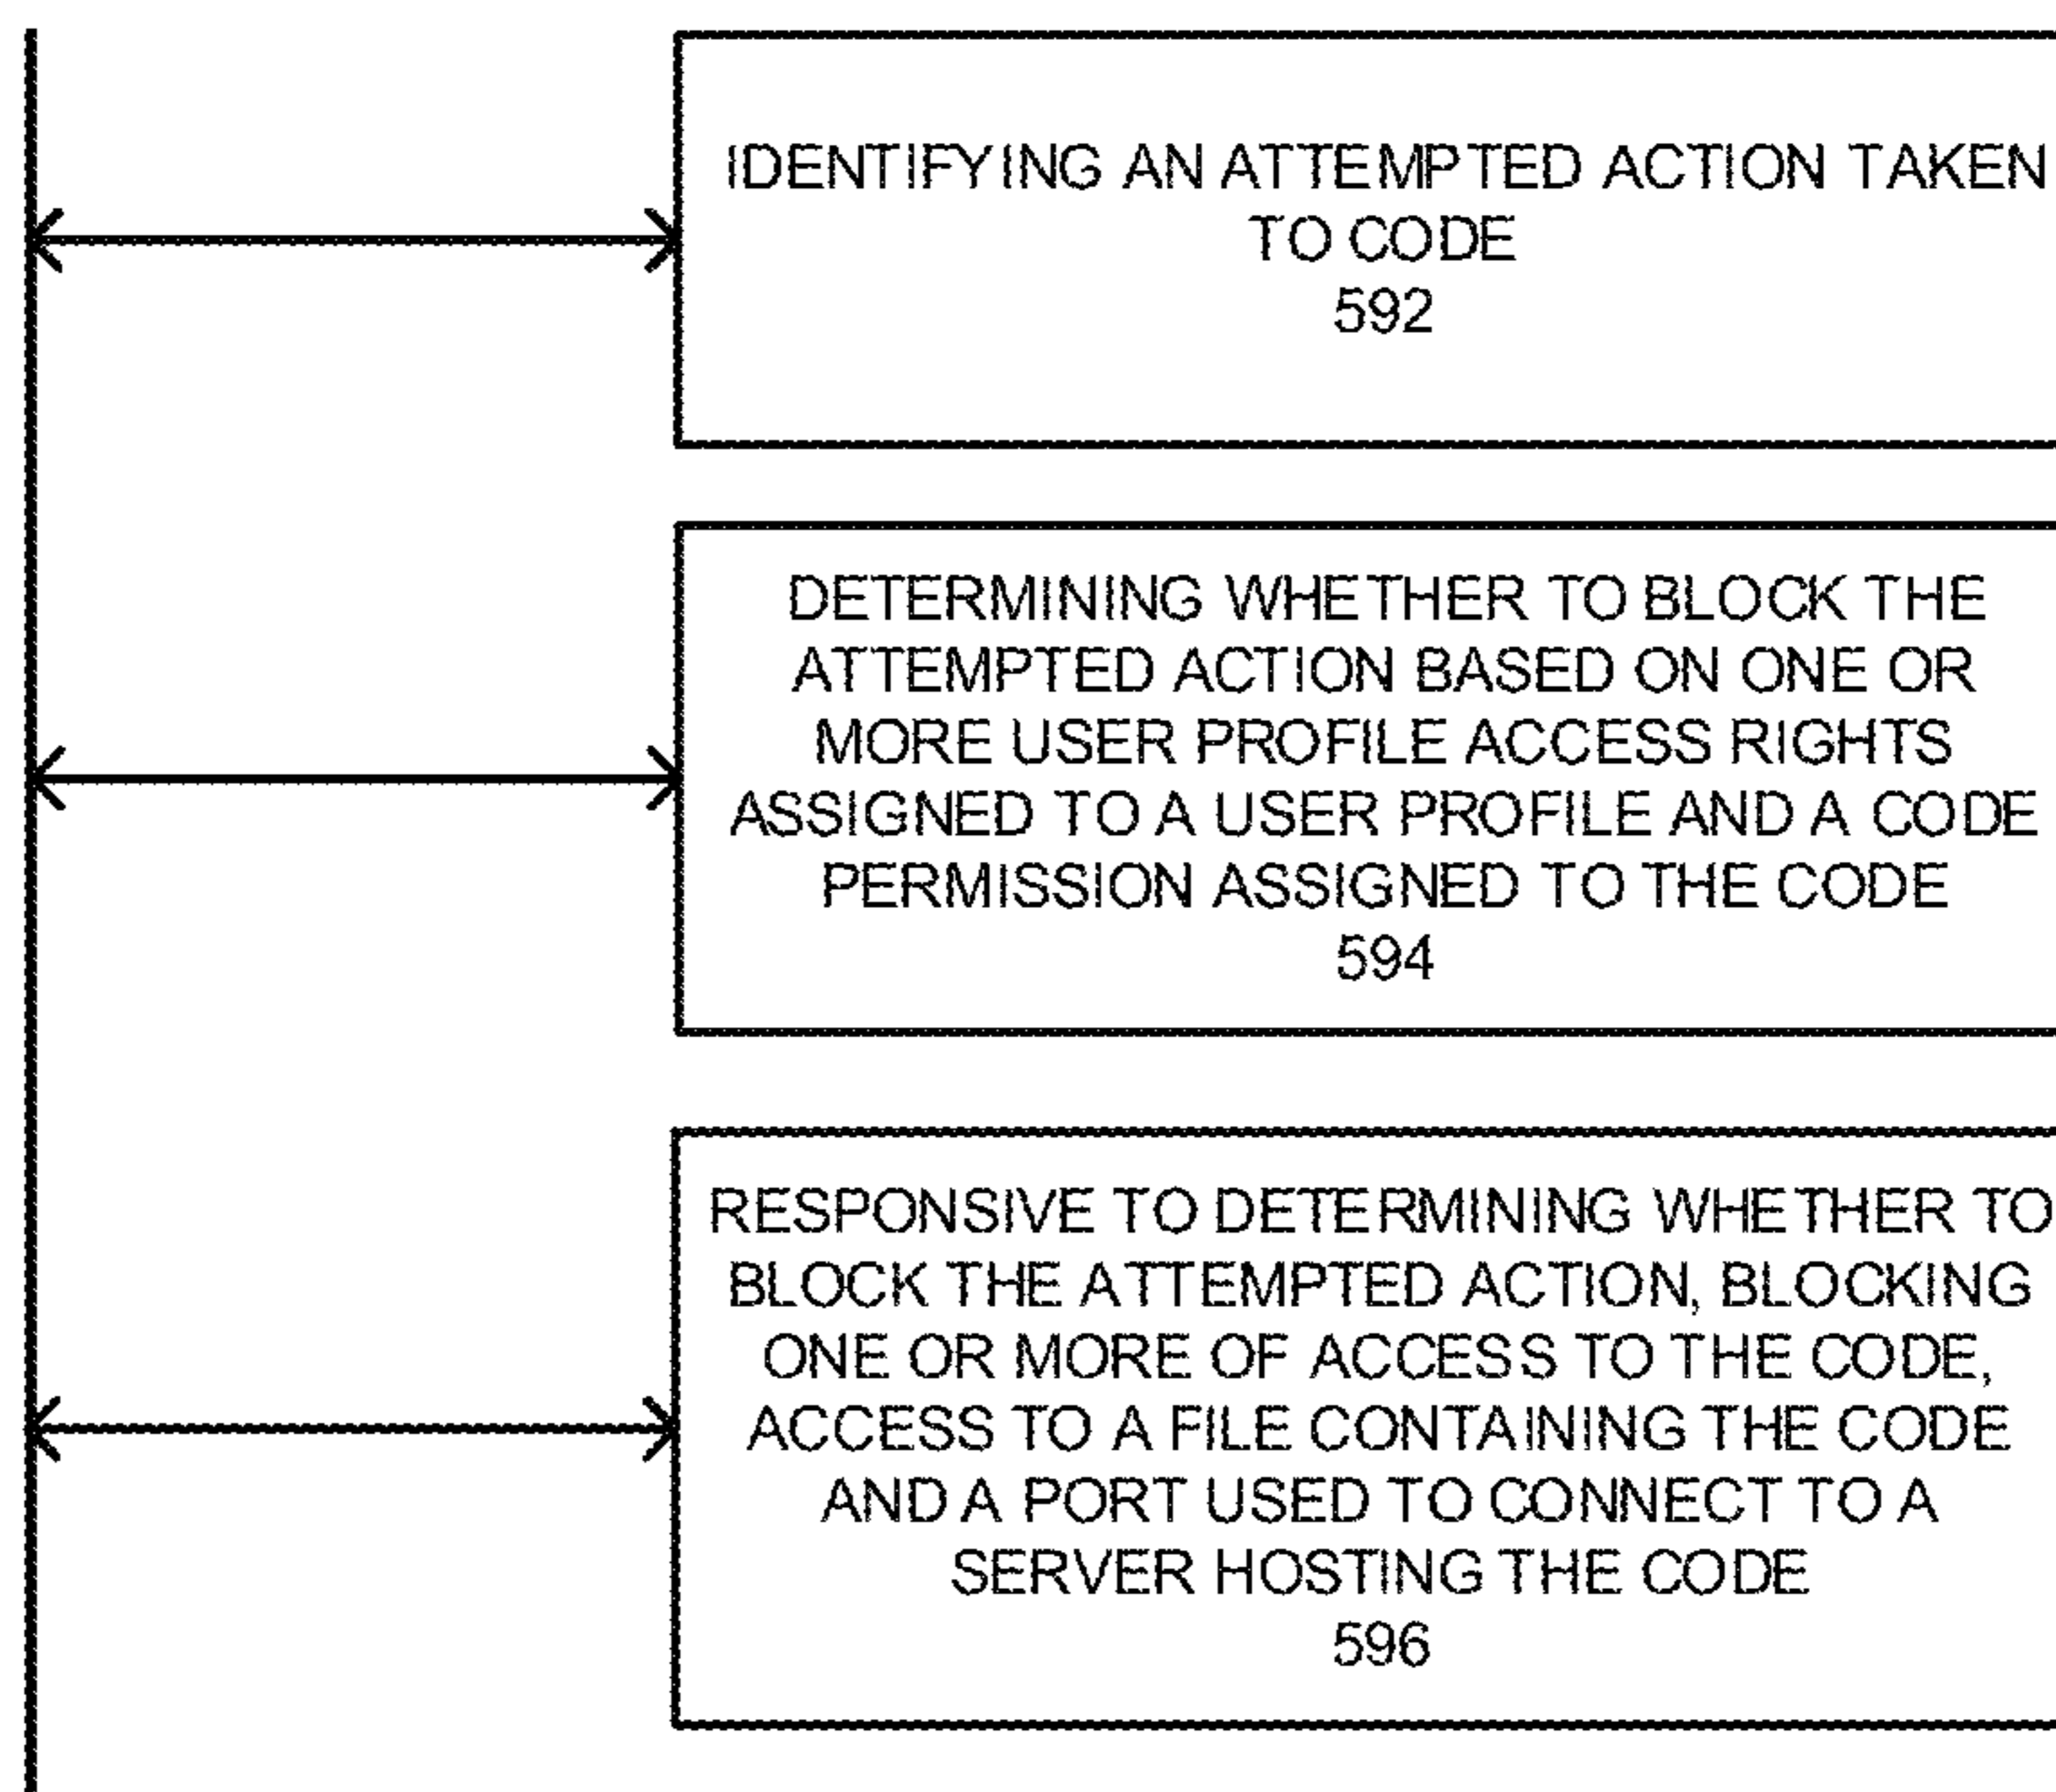 IDENTIFYING AN ATTEMPTED ACTION TAKEN
TO CODE
592
DETERMINING WHETHER TO BLOCK THE
ATTEMPTED ACTION BASED ON ONE OR
MORE USER PROFILE ACCESS RIGHTS
ASSIGNED TO A USER PROFILE AND A CODE
PERMISSION ASSIGNED TO THE CODE
594
RESPONSIVE TO DETERMINING WHETHER TO
BLOCK THE ATTEMPTED ACTION, BLOCKING
ONE OR MORE OF ACCESS TO THE CODE,
ACCESS TO A FILE CONTAINING THE CODE
AND A PORT USED TO CONNECT TO A
SERVER HOSTING THE CODE
596